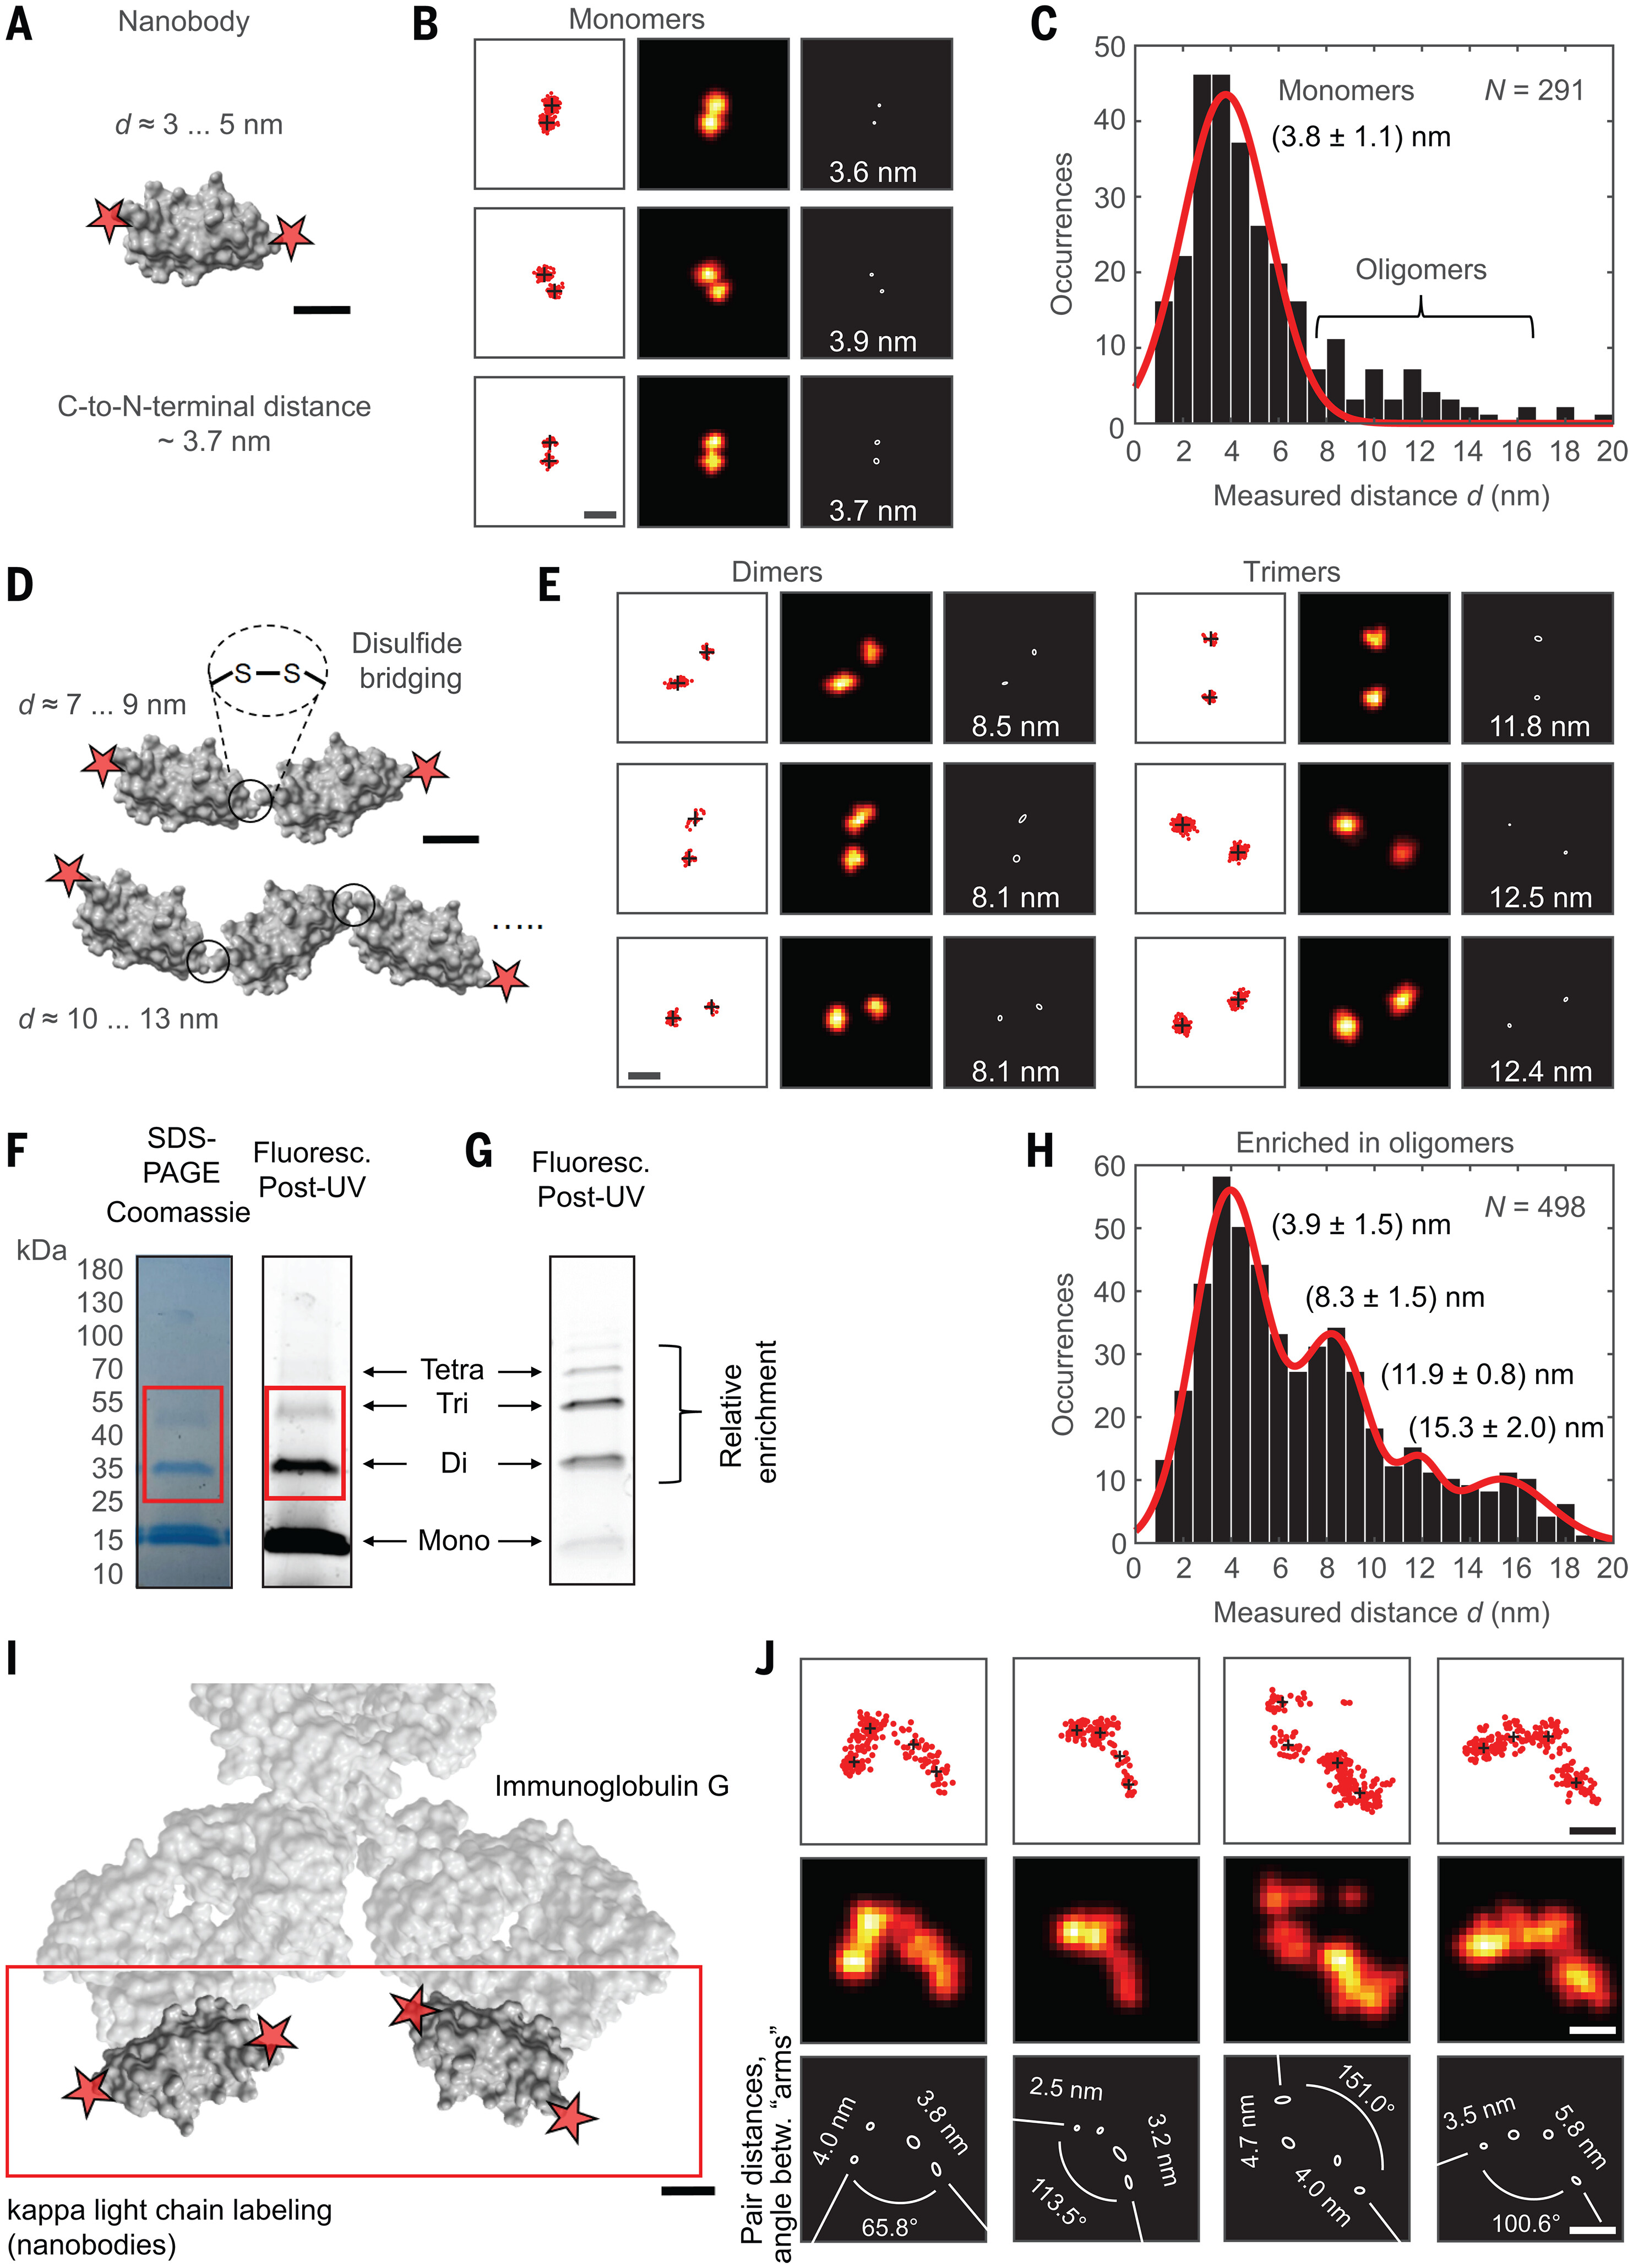 A
Nanobody
d ≈ 3 ... 5 nm
C-to-N-terminal distance
~ 3.7 nm
B
Monomers
3.6 nm
3.9 nm
3.7 nm
C
50
40
30
20
10
0
Occurrences
Monomers
N = 291
(3.8 ± 1.1) nm
Oligomers
0 2 4 6 8 10 12 14 16 18 20
Measured distance d (nm)
D
Disulfide
bridging
S S
d ≈ 7 ... 9 nm
.....
d ≈ 10 ... 13 nm
E
Dimers
Trimers
8.5 nm
11.8 nm
8.1 nm
12.5 nm
8.1 nm
12.4 nm
F
SDS-
PAGE
Coomassie
Fluoresc.
Post-UV
kDa
180
130
100
70
55
40
35
25
15
10
Tetra
Tri
Di
Mono
G
Fluoresc.
Post-UV
Relative
enrichment
H
Enriched in oligomers
60
50
40
30
20
10
0
Occurrences
N = 498
(3.9 ± 1.5) nm
(8.3 ± 1.5) nm
(11.9 ± 0.8) nm
(15.3 ± 2.0) nm
0 2 4 6 8 10 12 14 16 18 20
Measured distance d (nm)
I
Immunoglobulin G
kappa light chain labeling
(nanobodies)
J
Pair distances,
angle betw. “arms”
4.0 nm
3.8 nm
65.8°
2.5 nm
3.2 nm
113.5°
4.7 nm
151.0°
4.0 nm
3.5 nm
5.8 nm
100.6°